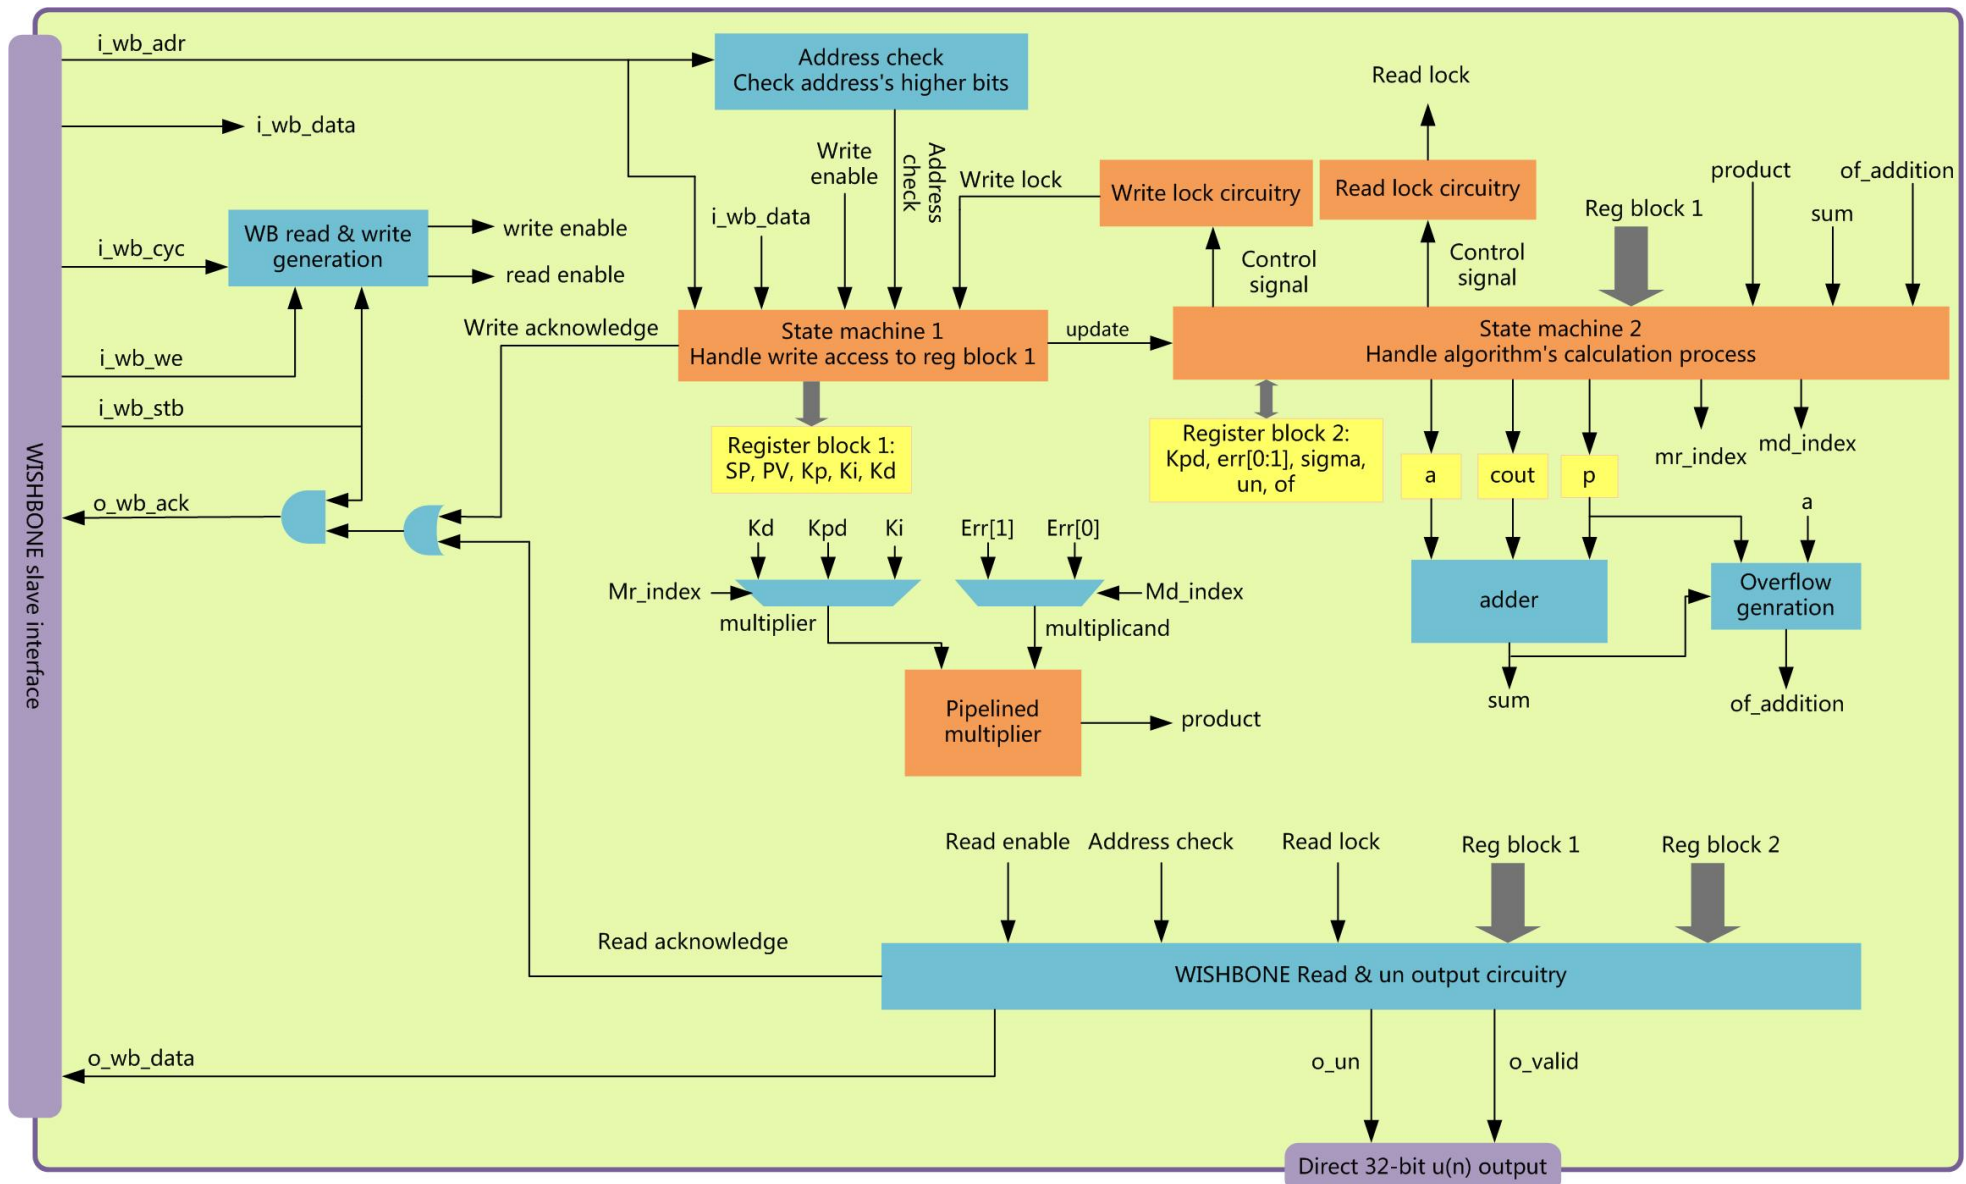 i_wb_adr
Address check
Check address's higher bits
Read lock
i_wb_data
Write
enable
Address
check
Write lock
Write lock circuitry
Read lock circuitry
product
of_addition
Reg block 1
sum
i_wb_data
WB read & write
generation
write enable
read enable
i_wb_cyc
Control
signal
Control
signal
Write acknowledge
State machine 1
Handle write access to reg block 1
update
State machine 2
Handle algorithm's calculation process
i_wb_we
i_wb_stb
Register block 1:
SP, PV, Kp, Ki, Kd
Register block 2:
Kpd, err[0:1], sigma,
un, of
a
cout
p
mr_index
md_index
WISHBONE slave interface
o_wb_ack
Kd
Kpd
Ki
Err[1]
Err[0]
a
Mr_index
Md_index
multiplier
multiplicand
adder
Overflow
genration
Pipelined
multiplier
product
sum
of_addition
Read enable
Address check
Read lock
Reg block 1
Reg block 2
Read acknowledge
WISHBONE Read & un output circuitry
o_wb_data
o_un
o_valid
Direct 32-bit u(n) output